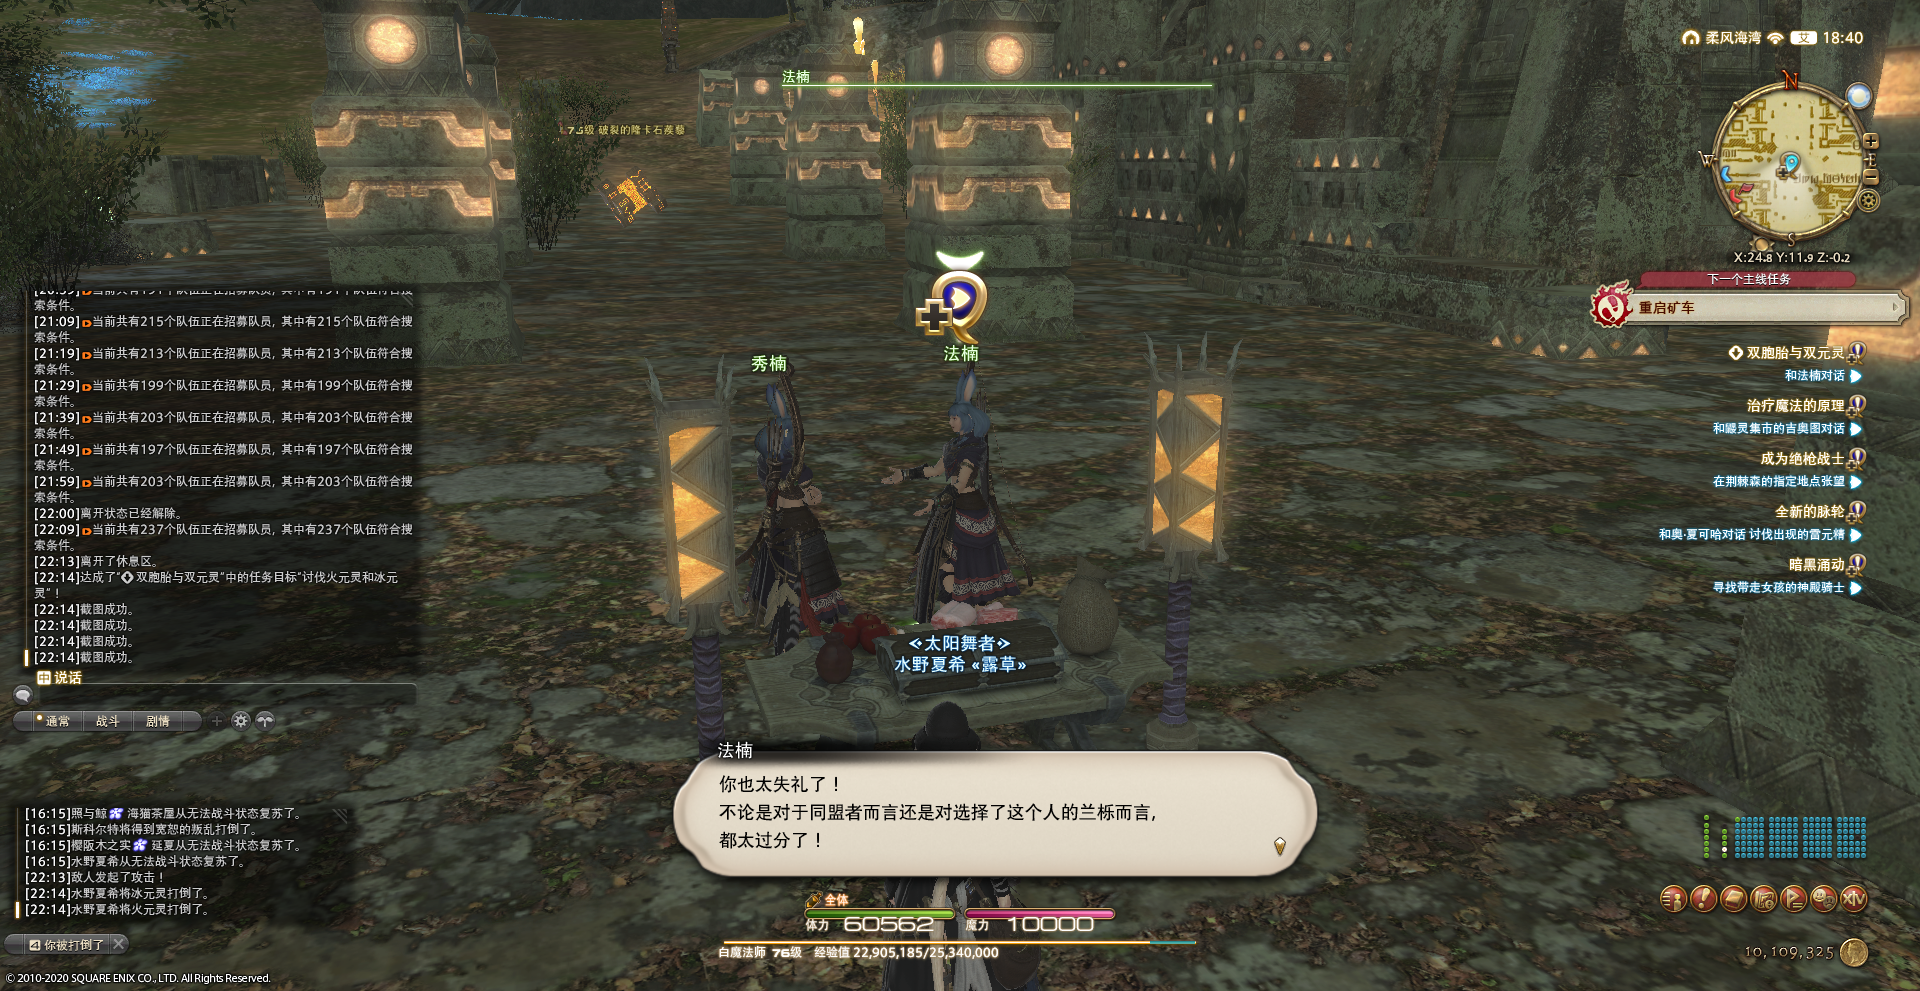 法楠
柔风海湾 艾 18:40
N
W
E
S
X:24.8 Y:11.9 Z:-0.2
下一个主线任务
重启矿车
双胞胎与双元灵
和法楠对话
治疗魔法的原理
和鼹灵集市的吉奥图对话
成为绝枪战士
在荆棘森的指定地点张望
全新的脉轮
和奥·夏可哈对话 讨伐出现的雷元精
暗黑涌动
寻找带走女孩的神殿骑士
75级 破裂的隆卡石蒺藜
秀楠
法楠
索条件。
[21:09]当前共有215个队伍正在招募队员，其中有215个队伍符合搜
索条件。
[21:19]当前共有213个队伍正在招募队员，其中有213个队伍符合搜
索条件。
[21:29]当前共有199个队伍正在招募队员，其中有199个队伍符合搜
索条件。
[21:39]当前共有203个队伍正在招募队员，其中有203个队伍符合搜
索条件。
[21:49]当前共有197个队伍正在招募队员，其中有197个队伍符合搜
索条件。
[21:59]当前共有203个队伍正在招募队员，其中有203个队伍符合搜
索条件。
[22:00]离开状态已经解除。
[22:09]当前共有237个队伍正在招募队员，其中有237个队伍符合搜
索条件。
[22:13]离开了休息区。
[22:14]达成了“双胞胎与双元灵”中的任务目标“讨伐火元灵和冰元
灵”！
[22:14]截图成功。
[22:14]截图成功。
[22:14]截图成功。
[22:14]截图成功。
说话
通常 战斗 剧情
太阳舞者
水野夏希 «露草»
法楠
你也太失礼了！
不论是对于同盟者而言还是对选择了这个人的兰栎而言，
都太过分了！
[16:15]照与鲸 海猫茶屋从无法战斗状态复苏了。
[16:15]斯科尔特将得到宽恕的叛乱打倒了。
[16:15]樱阪木之实 延夏从无法战斗状态复苏了。
[16:15]水野夏希从无法战斗状态复苏了。
[22:13]敌人发起了攻击！
[22:14]水野夏希将冰元灵打倒了。
[22:14]水野夏希将火元灵打倒了。
4 你被打倒了
全体
体力 60562 魔力 10000
白魔法师 76级 经验值 22,905,185/25,340,000
XIV
10,109,325
© 2010-2020 SQUARE ENIX CO., LTD. All Rights Reserved.